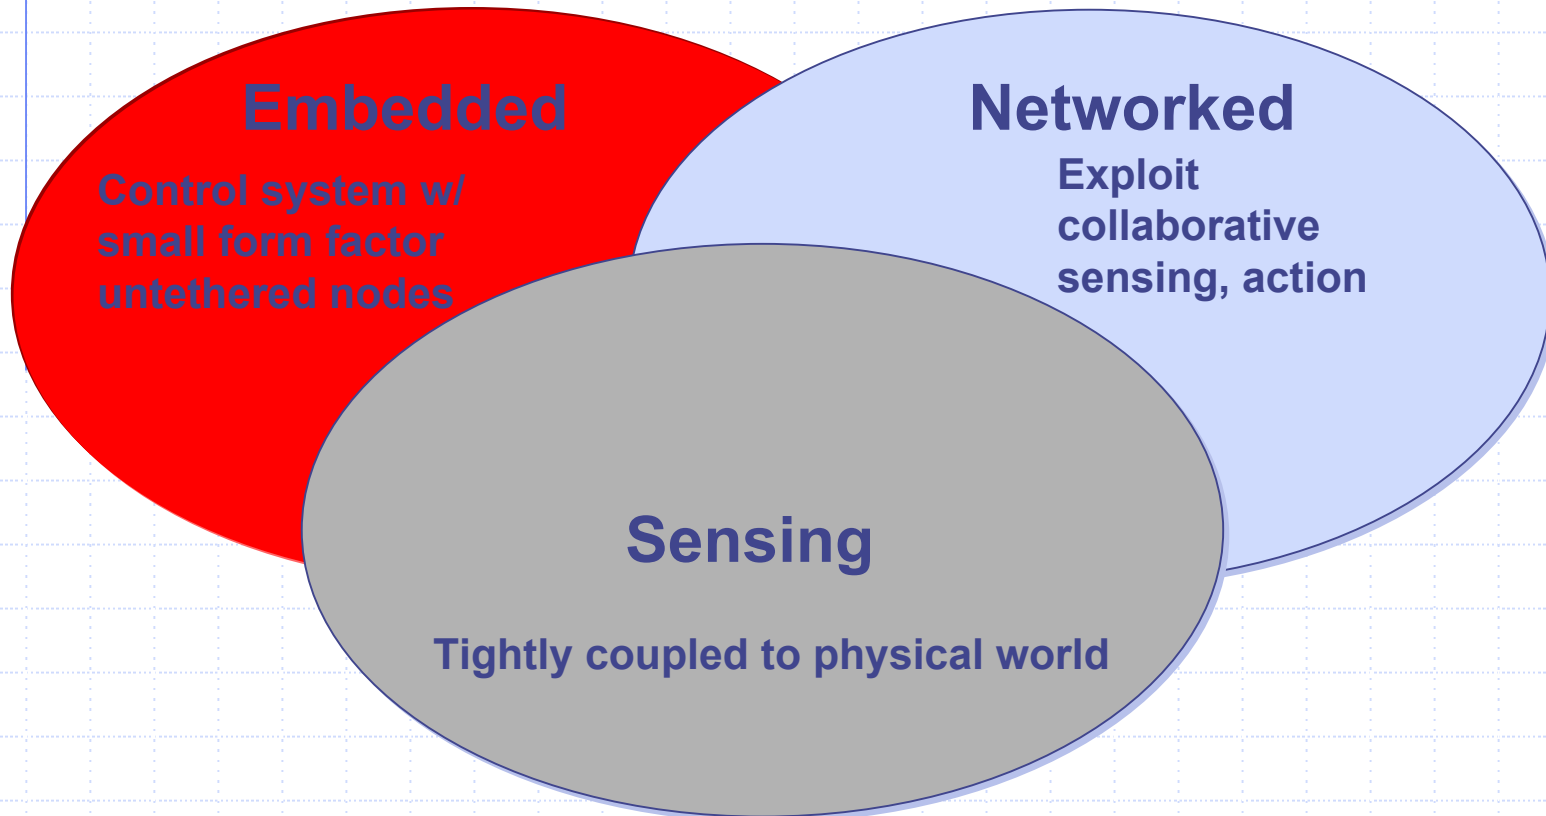 Embedded
Control system w/
small form factor
untethered nodes
Networked
Exploit
collaborative
sensing, action
Sensing
Tightly coupled to physical world